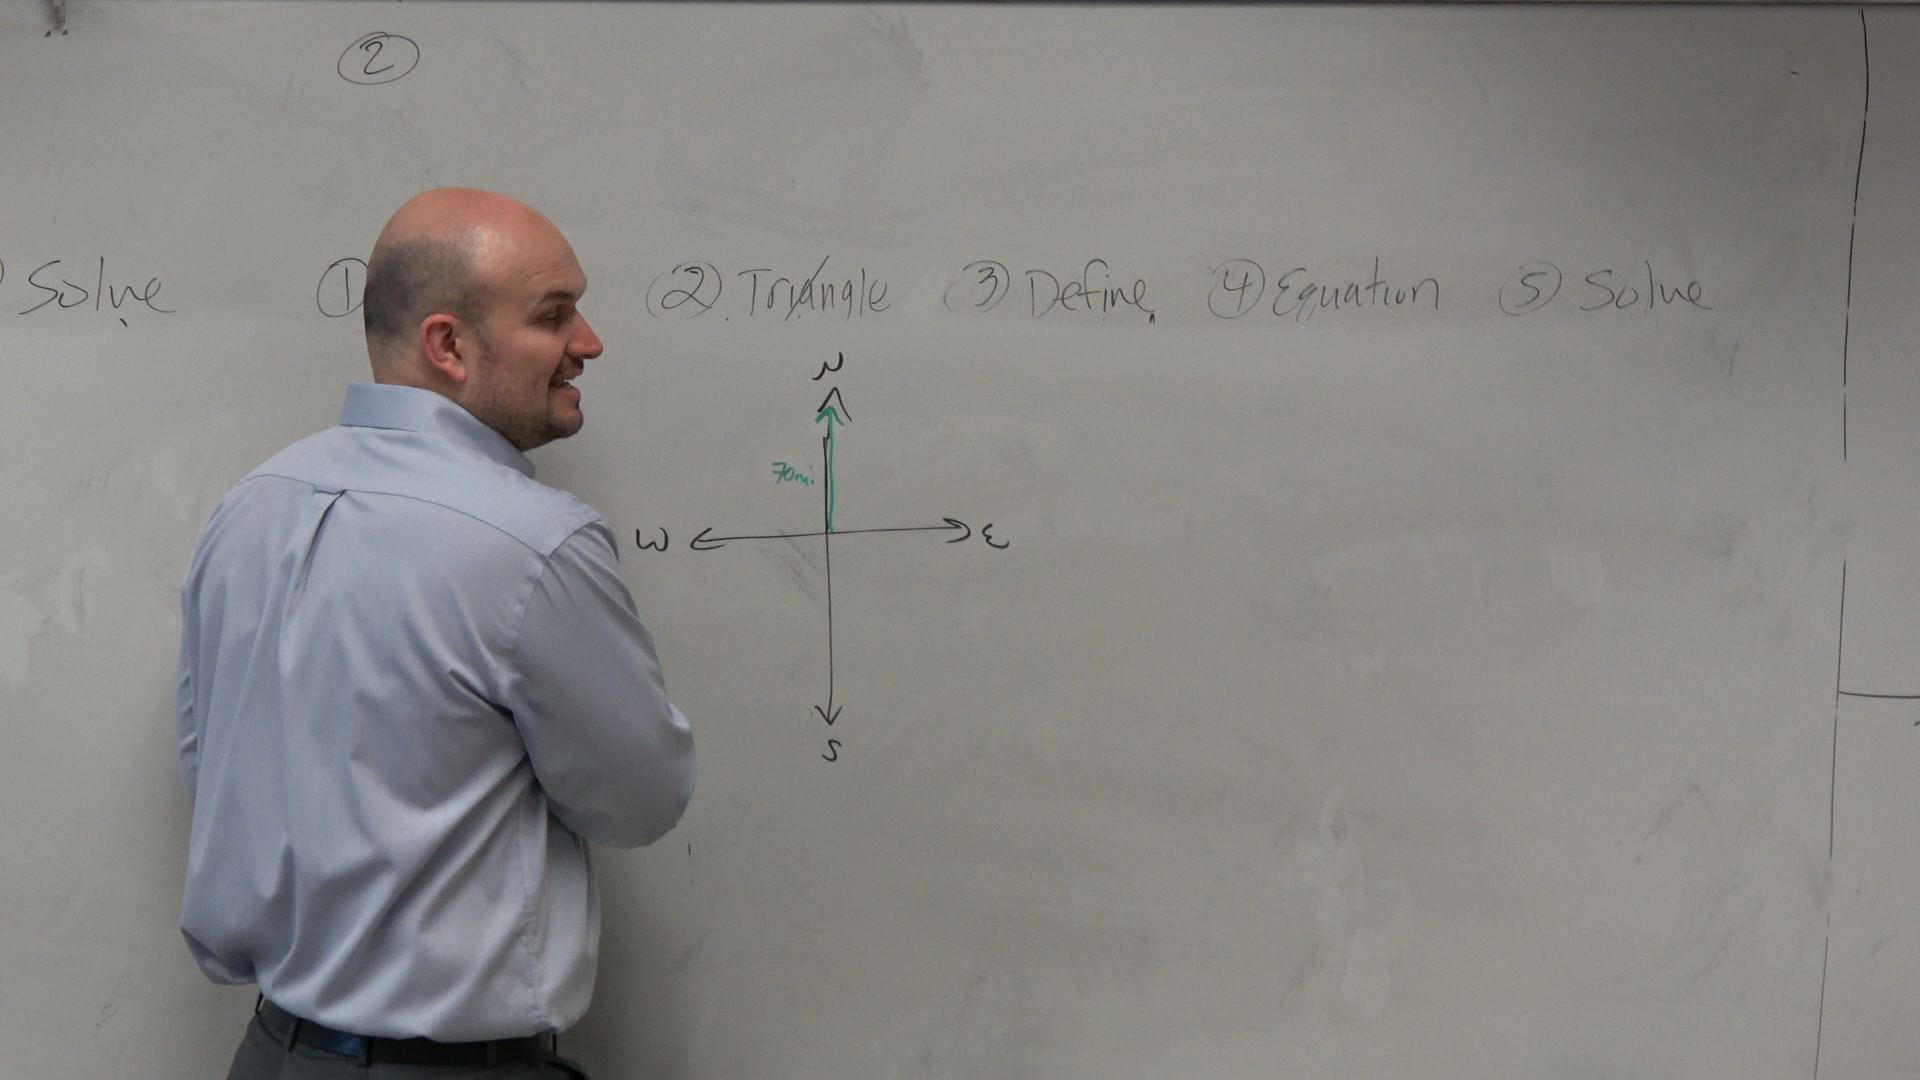 ②
Solve ① ② Triangle ③ Define ④ Equation ⑤ Solve
N
70mi
W E
S